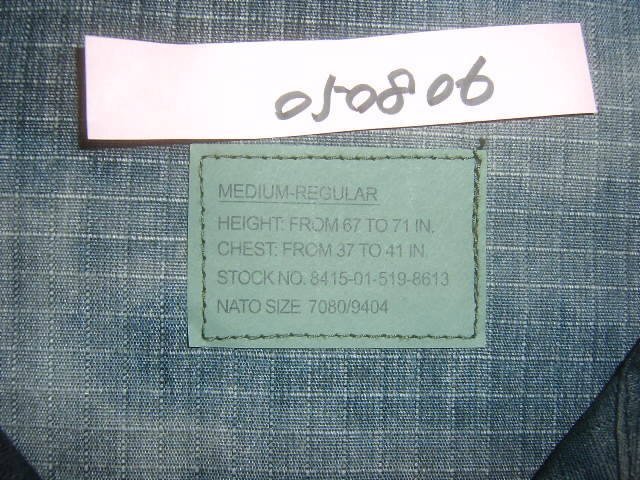 050806
MEDIUM-REGULAR
HEIGHT: FROM 67 TO 71 IN.
CHEST: FROM 37 TO 41 IN.
STOCK NO. 8415-01-519-8613
NATO SIZE 7080/9404